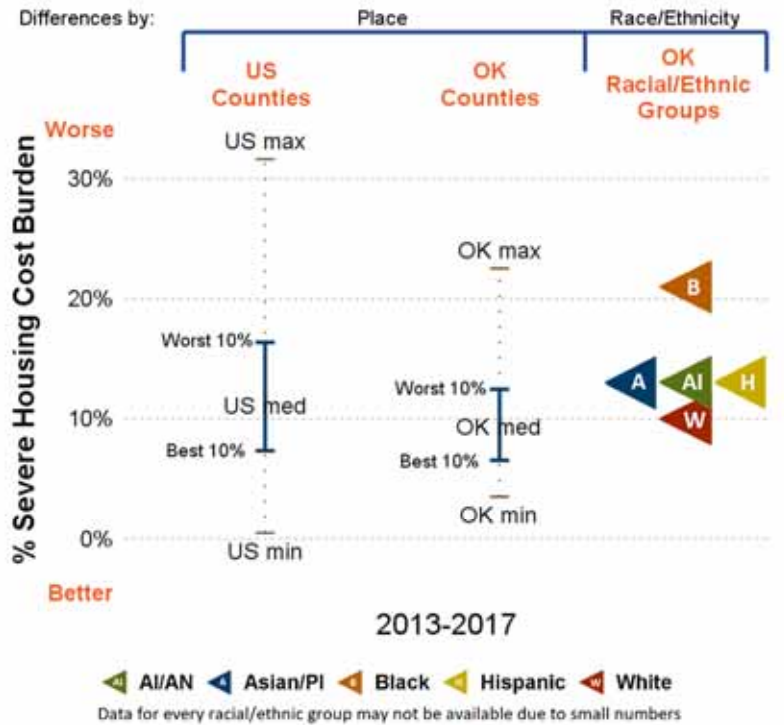 Differences by: Place Race/Ethnicity
US Counties
OK Counties
OK Racial/Ethnic Groups
% Severe Housing Cost Burden
Worse
30%
20%
10%
0%
Better
US max
Worst 10%
US med
Best 10%
US min
OK max
Worst 10%
OK med
Best 10%
OK min
B
A AI H
W
2013-2017
AI/AN Asian/PI Black Hispanic White
Data for every racial/ethnic group may not be available due to small numbers